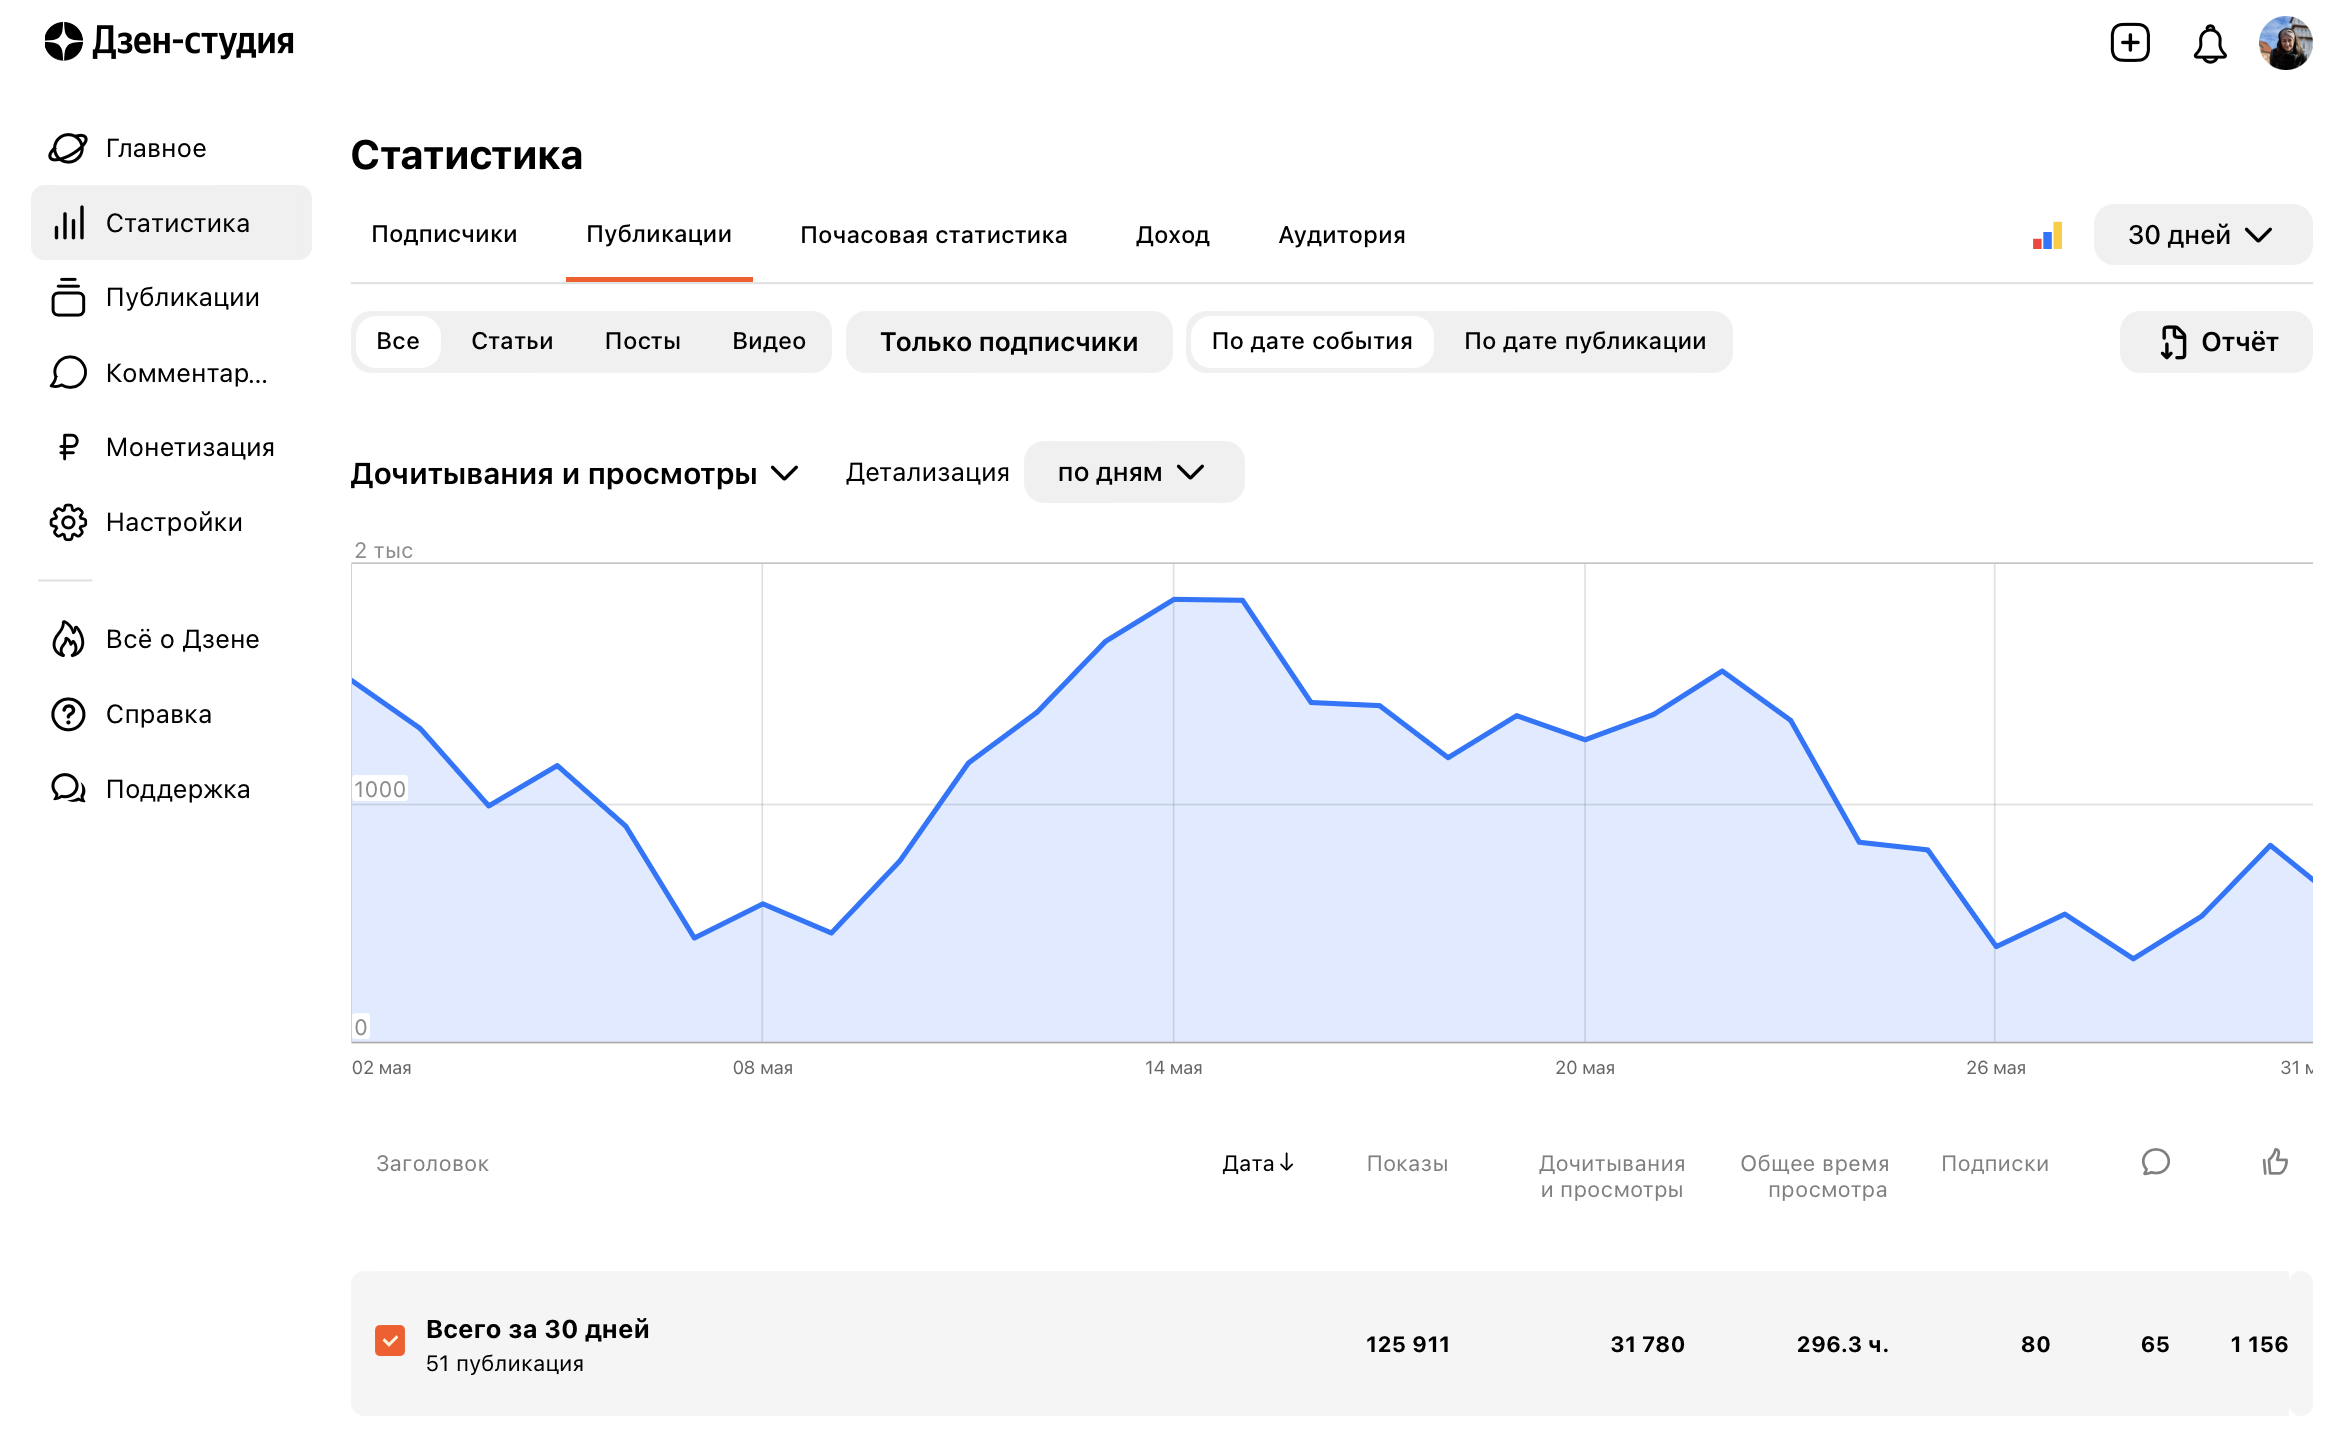 Дзен-студия
Главное
Статистика
Публикации
Комментар...
Монетизация
Настройки
Всё о Дзене
Справка
Поддержка
Статистика
Подписчики Публикации Почасовая статистика Доход Аудитория 30 дней
Все Статьи Посты Видео Только подписчики По дате события По дате публикации Отчёт
Дочитывания и просмотры Детализация по дням
2 тыс
1000
0
02 мая 08 мая 14 мая 20 мая 26 мая 31 м
Заголовок Дата↓ Показы Дочитывания и просмотры Общее время просмотра Подписки
Всего за 30 дней 125 911 31 780 296.3 ч. 80 65 1 156
51 публикация